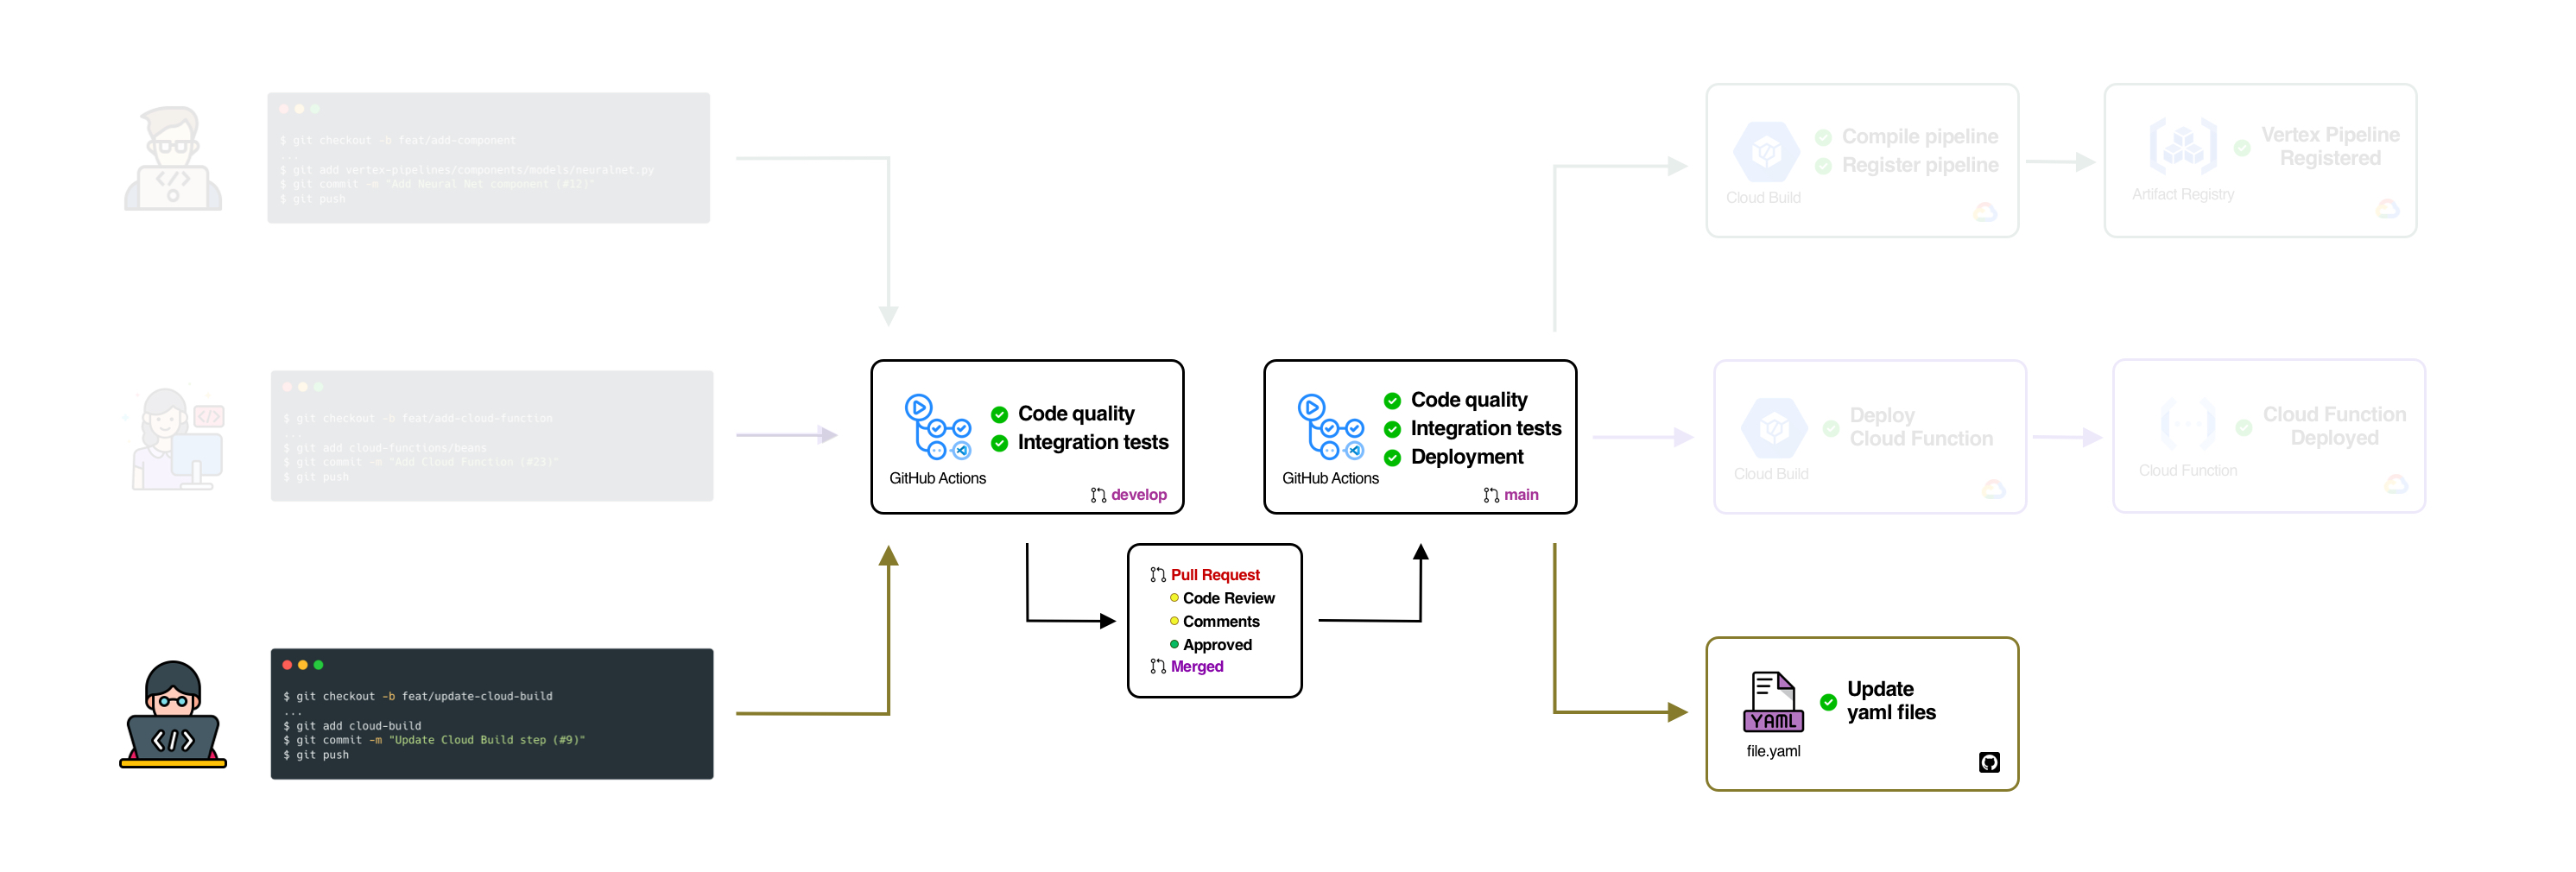 $ git checkout -b feat/add-component
...
$ git add vertex-pipelines/components/models/neuralnet.py
$ git commit -m "Add Neural Net component (#12)"
$ git push
Compile pipeline
Register pipeline
Cloud Build
Vertex Pipeline
Registered
Artifact Registry
$ git checkout -b feat/add-cloud-function
...
$ git add cloud-functions/beans
$ git commit -m "Add Cloud Function (#23)"
$ git push
Code quality
Integration tests
GitHub Actions
develop
Code quality
Integration tests
Deployment
GitHub Actions
main
Deploy
Cloud Function
Cloud Build
Cloud Function
Deployed
Cloud Function
Pull Request
Code Review
Comments
Approved
Merged
$ git checkout -b feat/update-cloud-build
...
$ git add cloud-build
$ git commit -m "Update Cloud Build step (#9)"
$ git push
YAML
file.yaml
Update
yaml files